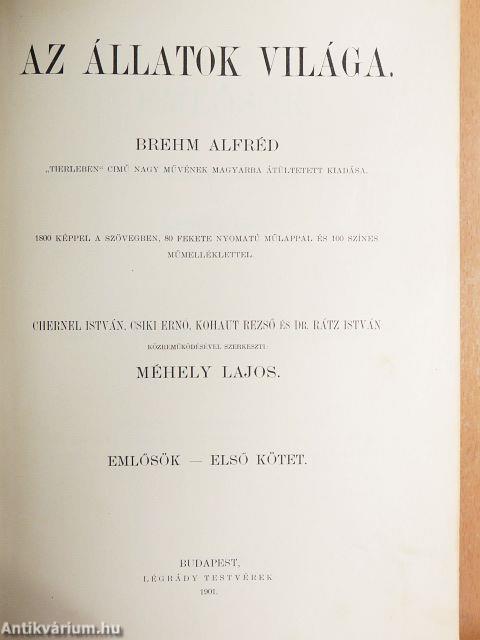 AZ ÁLLATOK VILÁGA.
BREHM ALFRÉD
„TIERLEBEN" CIMŰ NAGY MŰVÉNEK MAGYARBA ÁTÜLTETETT KIADÁSA.
1800 KÉPPEL A SZÖVEGBEN, 80 FEKETE NYOMATÚ MŰLAPPAL ÉS 100 SZÍNES
MŰMELLÉKLETTEL.
CHERNEL ISTVÁN, CSIKI ERNŐ, KOHAUT REZSŐ ÉS DR. RÁTZ ISTVÁN
KÖZREMŰKÖDÉSÉVEL SZERKESZTI:
MÉHELY LAJOS.
EMLŐSÖK — ELSŐ KÖTET.
BUDAPEST,
LÉGRÁDY TESTVÉREK
1901.
Antikvárium.hu